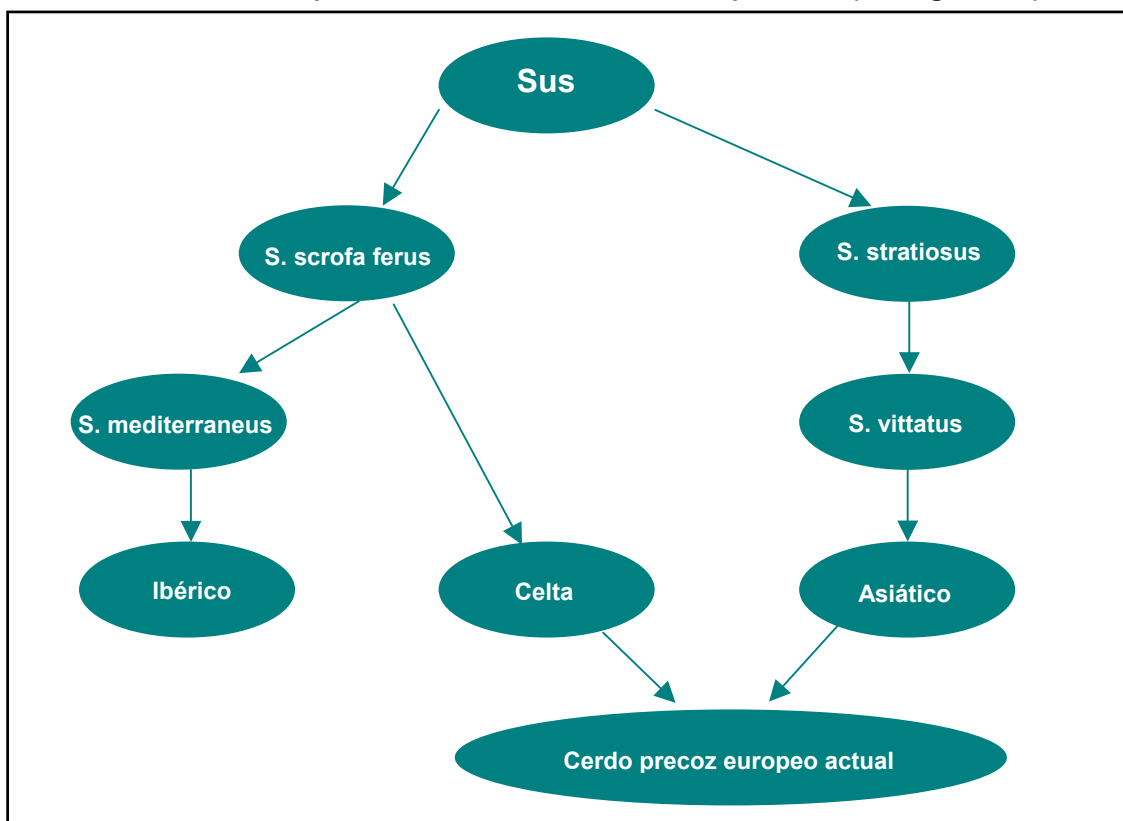 Sus
S. scrofa ferus
S. stratiosus
S. mediterraneus
S. vittatus
Ibérico
Celta
Asiático
Cerdo precoz europeo actual